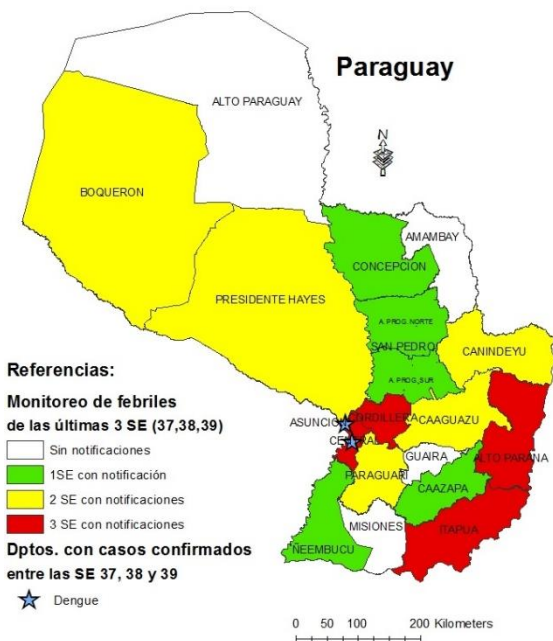 Paraguay
N
ALTO PARAGUAY
BOQUERON
AMAMBAY
CONCEPCION
PRESIDENTE HAYES
A. PROG. NORTE
SAN PEDRO
CANINDEYU
A. PROG. SUR
ASUNCION
CORDILLERA
CAAGUAZU
CENTRAL
GUAIRA
ALTO PARANA
PARAGUARI
CAAZAPA
MISIONES
ITAPUA
ÑEEMBUCU
Referencias:
Monitoreo de febriles
de las últimas 3 SE (37,38,39)
Sin notificaciones
1SE con notificación
2 SE con notificaciones
3 SE con notificaciones
Dptos. con casos confirmados
entre las SE 37, 38 y 39
Dengue
0 50 100 200 Kilometers